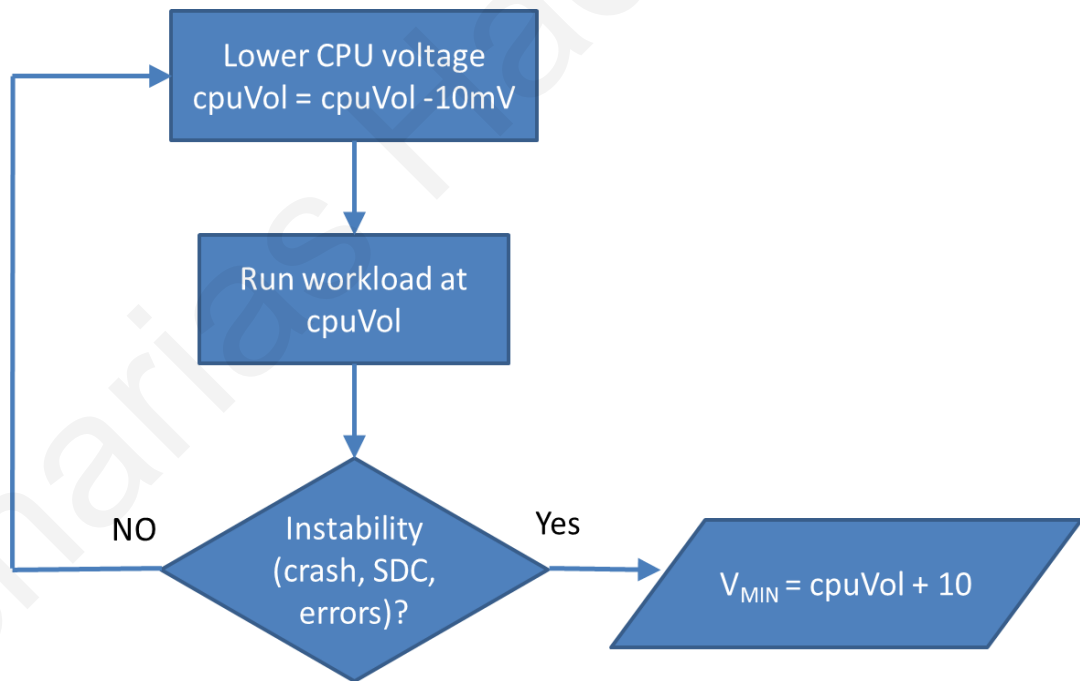 Lower CPU voltage
cpuVol = cpuVol -10mV
Run workload at
cpuVol
Instability
(crash, SDC,
errors)?
NO
Yes
VMIN = cpuVol + 10